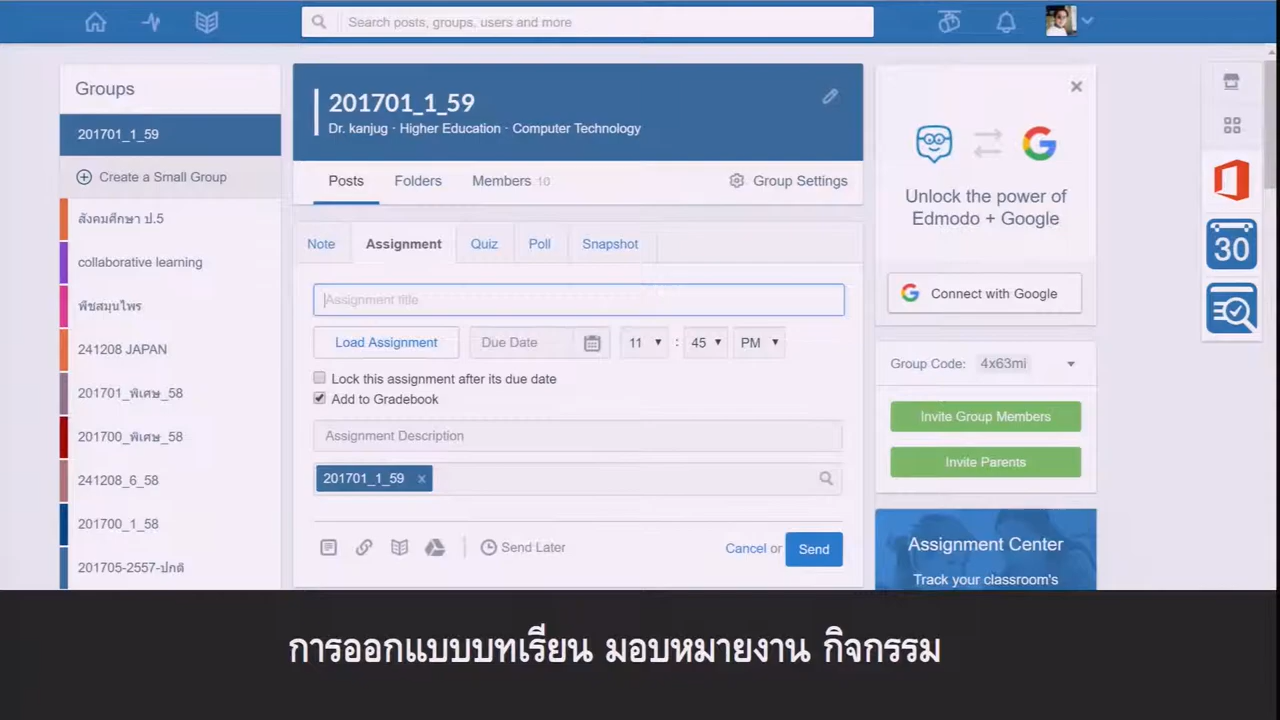 Search posts, groups, users and more
Groups
201701_1_59
Create a Small Group
สังคมศึกษา ป.5
collaborative learning
พืชสมุนไพร
241208 JAPAN
201701_พิเศษ_58
201700_พิเศษ_58
241208_6_58
201700_1_58
201705-2557-ปกติ
201701_1_59
Dr. kanjug · Higher Education · Computer Technology
Posts Folders Members 10 Group Settings
Note Assignment Quiz Poll Snapshot
Assignment title
Load Assignment Due Date 11 : 45 PM
Lock this assignment after its due date
Add to Gradebook
Assignment Description
201701_1_59 x
Send Later Cancel or Send
Unlock the power of
Edmodo + Google
Connect with Google
Group Code: 4x63mi
Invite Group Members
Invite Parents
Assignment Center
Track your classroom's
30
การออกแบบบทเรียน มอบหมายงาน กิจกรรม